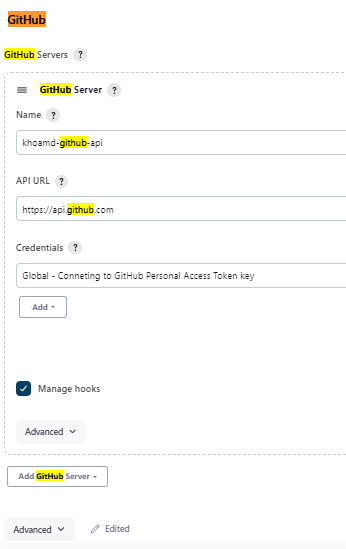 GitHub
GitHub Servers ?
GitHub Server ?
Name ?
khoamd-github-api
API URL ?
https://api.github.com
Credentials ?
Global - Conneting to GitHub Personal Access Token key
Add
Manage hooks
Advanced
Add GitHub Server
Advanced
Edited